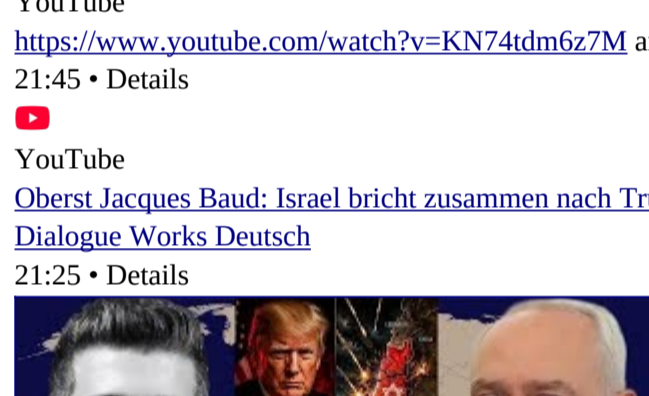 YouTube
https://www.youtube.com/watch?v=KN74tdm6z7M
21:45 • Details
YouTube
Oberst Jacques Baud: Israel bricht zusammen nach
Dialogue Works Deutsch
21:25 • Details